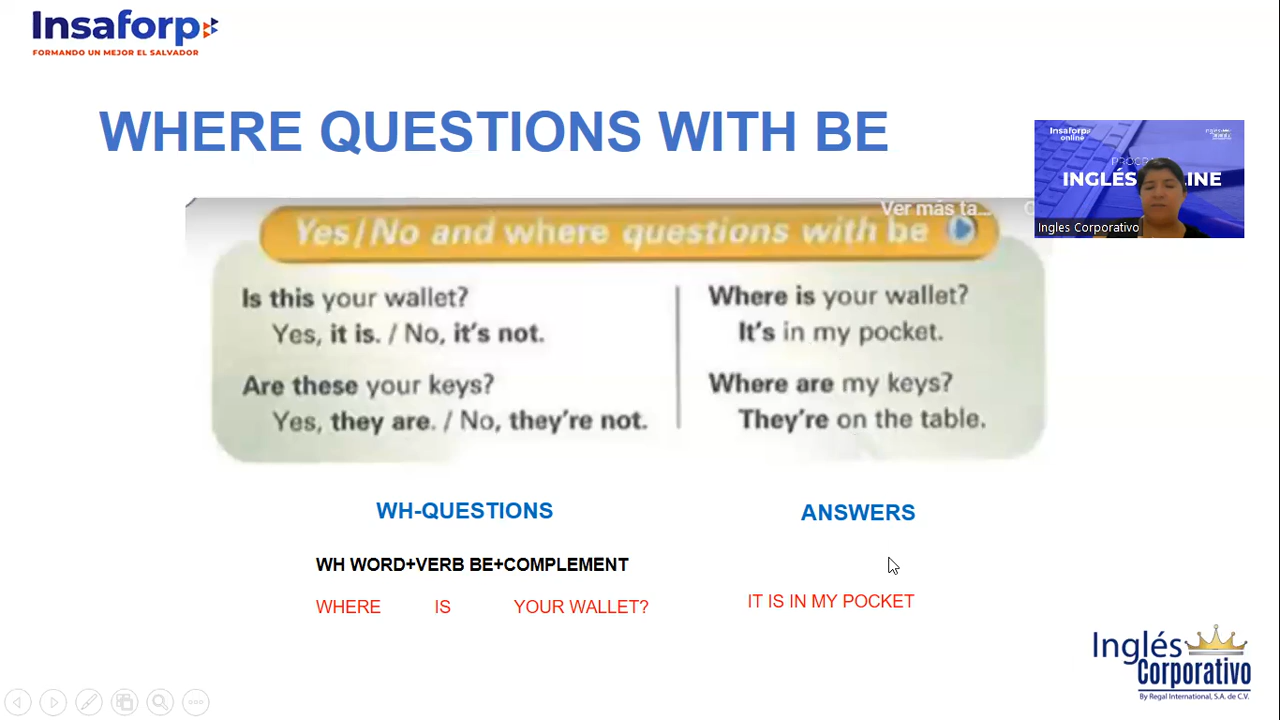 Insaforp
FORMANDO UN MEJOR EL SALVADOR
WHERE QUESTIONS WITH BE
Insaforp
online
Inglés
INGLÉS
LINE
Ingles Corporativo
Ver más ta...
Yes/No and where questions with be
Is this your wallet?
Yes, it is. / No, it's not.
Are these your keys?
Yes, they are. / No, they're not.
Where is your wallet?
It's in my pocket.
Where are my keys?
They're on the table.
WH-QUESTIONS
ANSWERS
WH WORD+VERB BE+COMPLEMENT
WHERE IS YOUR WALLET?
IT IS IN MY POCKET
Inglés
Corporativo
By Regal International, S.A. de C.V.